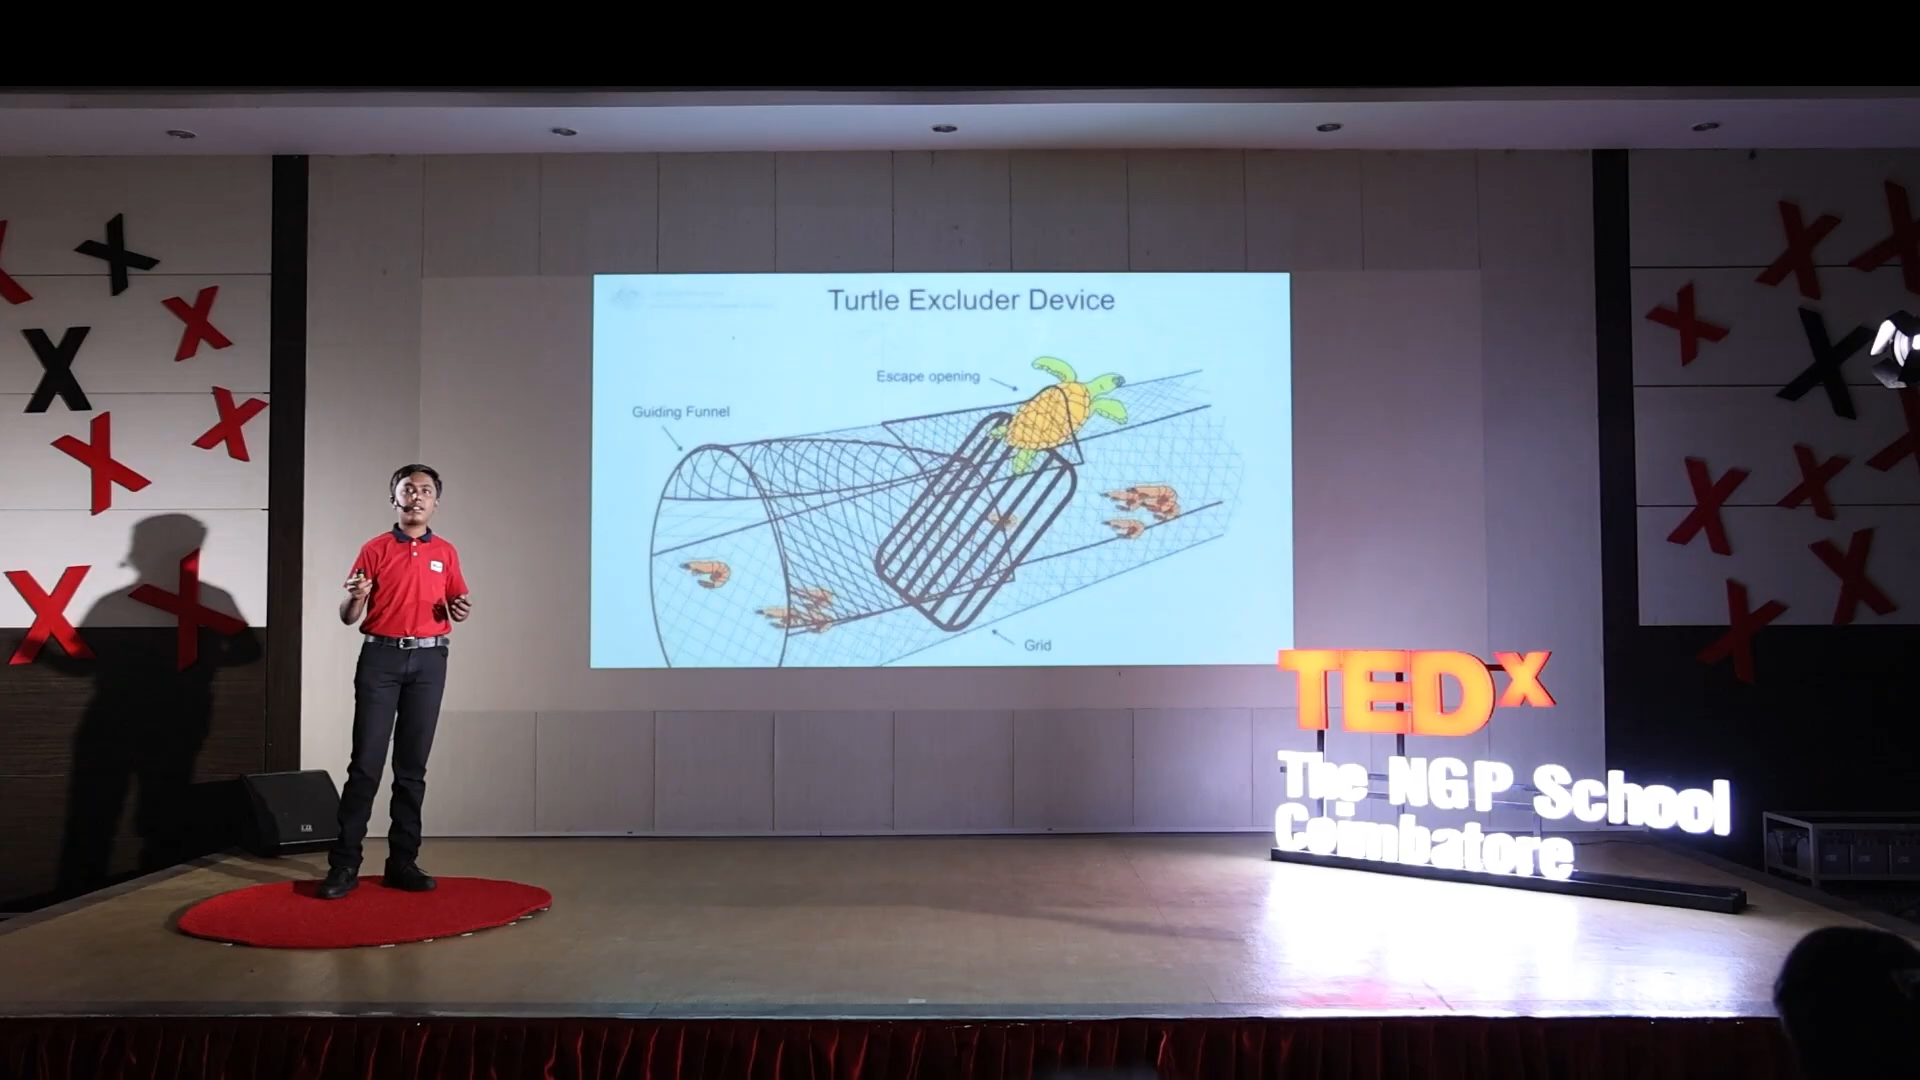 Turtle Excluder Device
Escape opening
Guiding Funnel
Grid
TEDx
The NGP School
Coimbatore